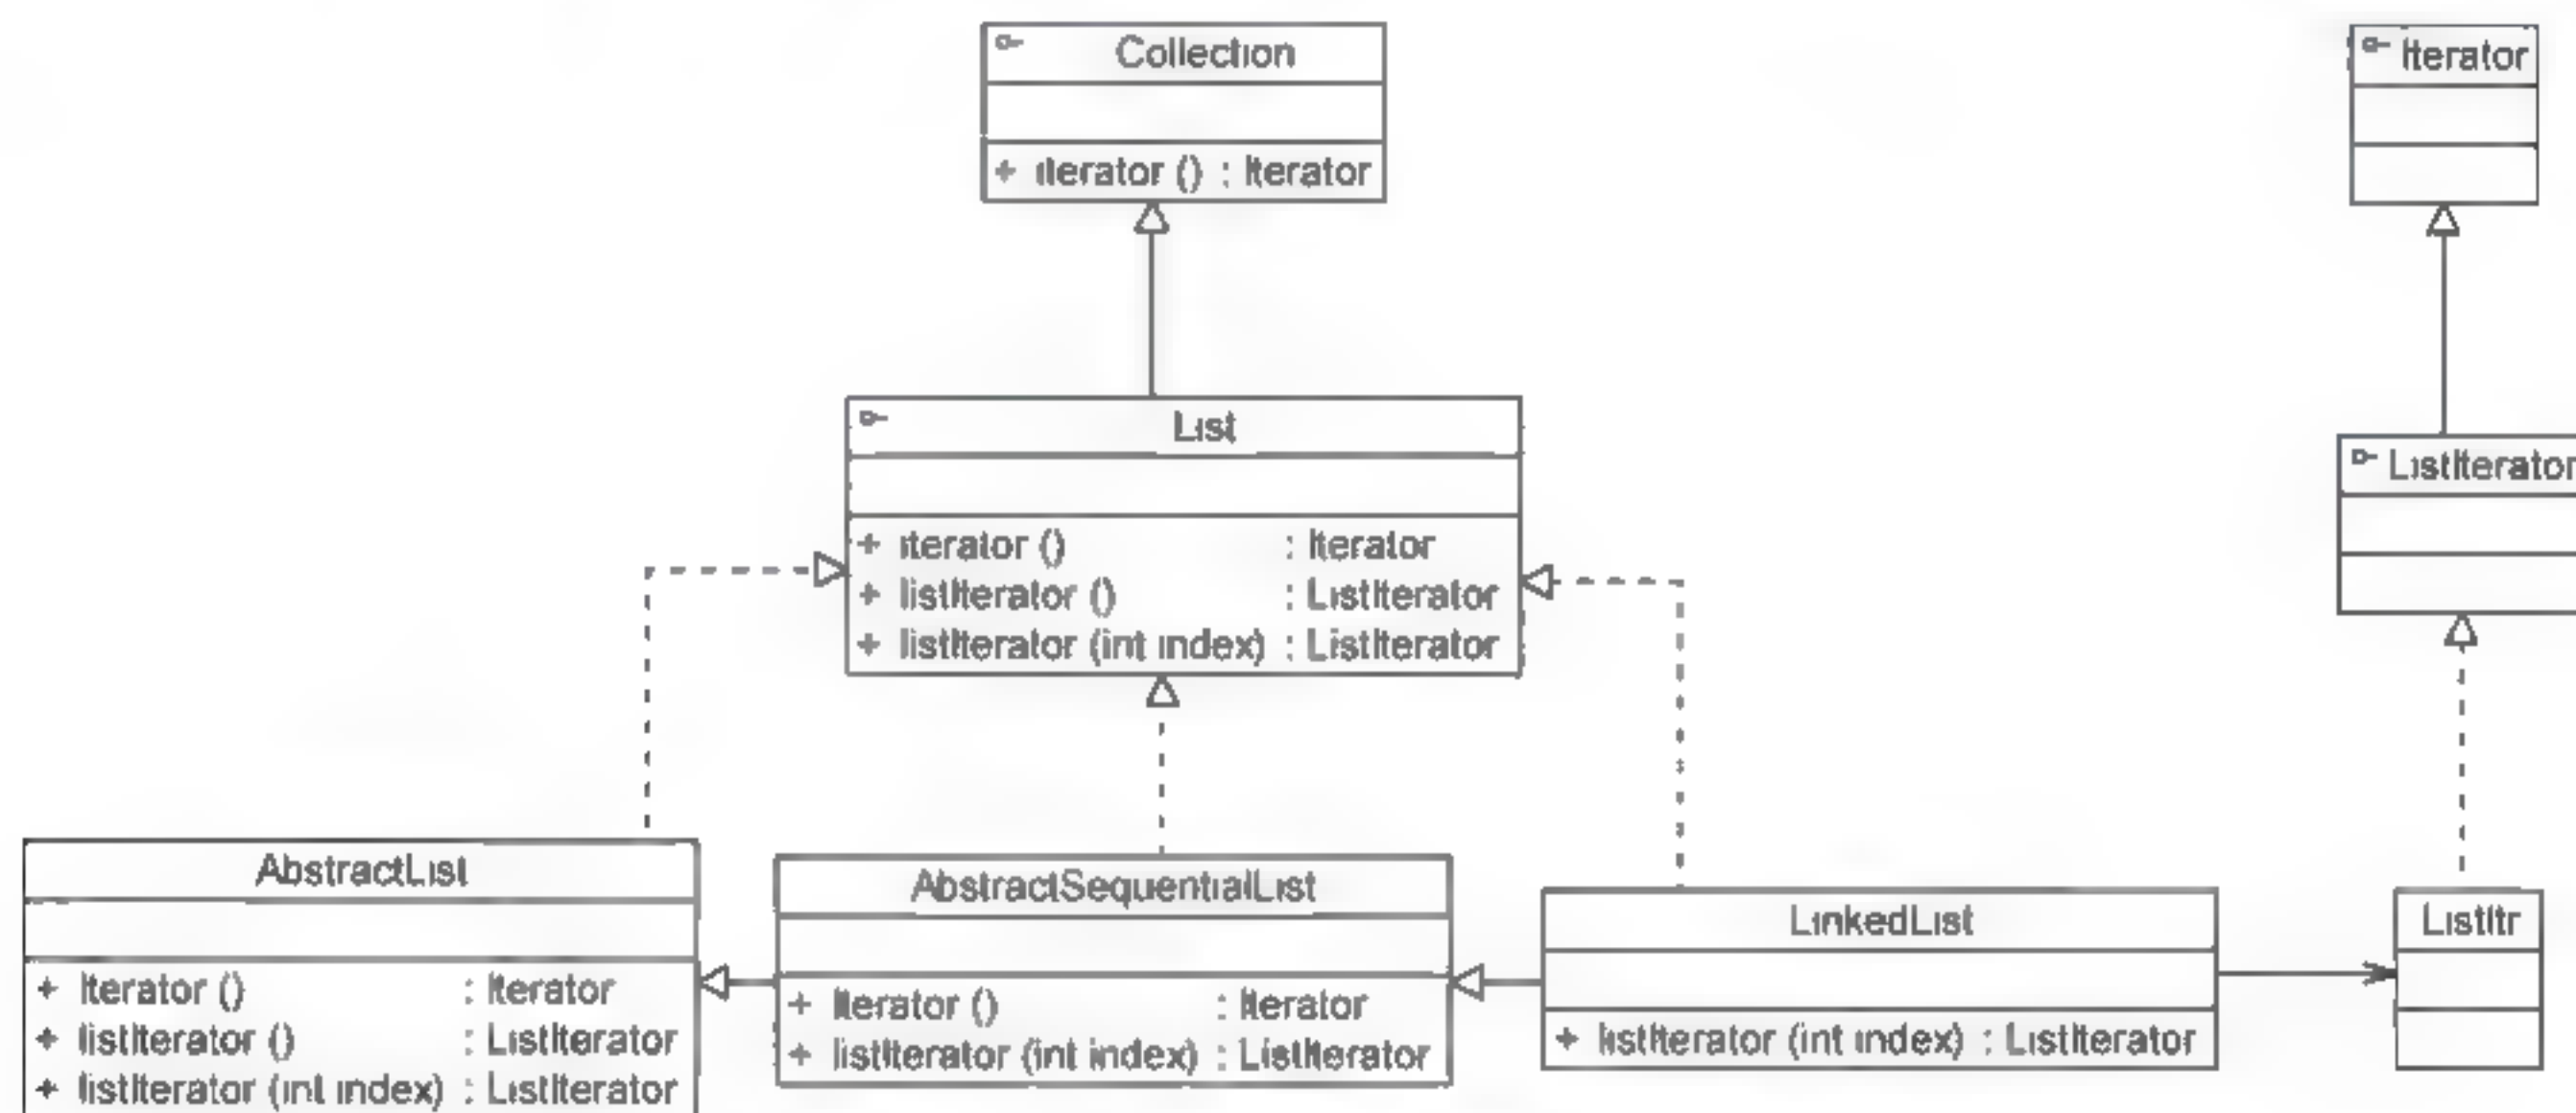 Collection
+ iterator () : Iterator
Iterator
List
+ iterator () : Iterator
+ listIterator () : ListIterator
+ listIterator (int index) : ListIterator
ListIterator
AbstractList
+ Iterator () : Iterator
+ listIterator () : ListIterator
+ listIterator (int index) : ListIterator
AbstractSequentialList
+ Iterator () : Iterator
+ listIterator (int index) : ListIterator
LinkedList
+ listIterator (int index) : ListIterator
ListItr